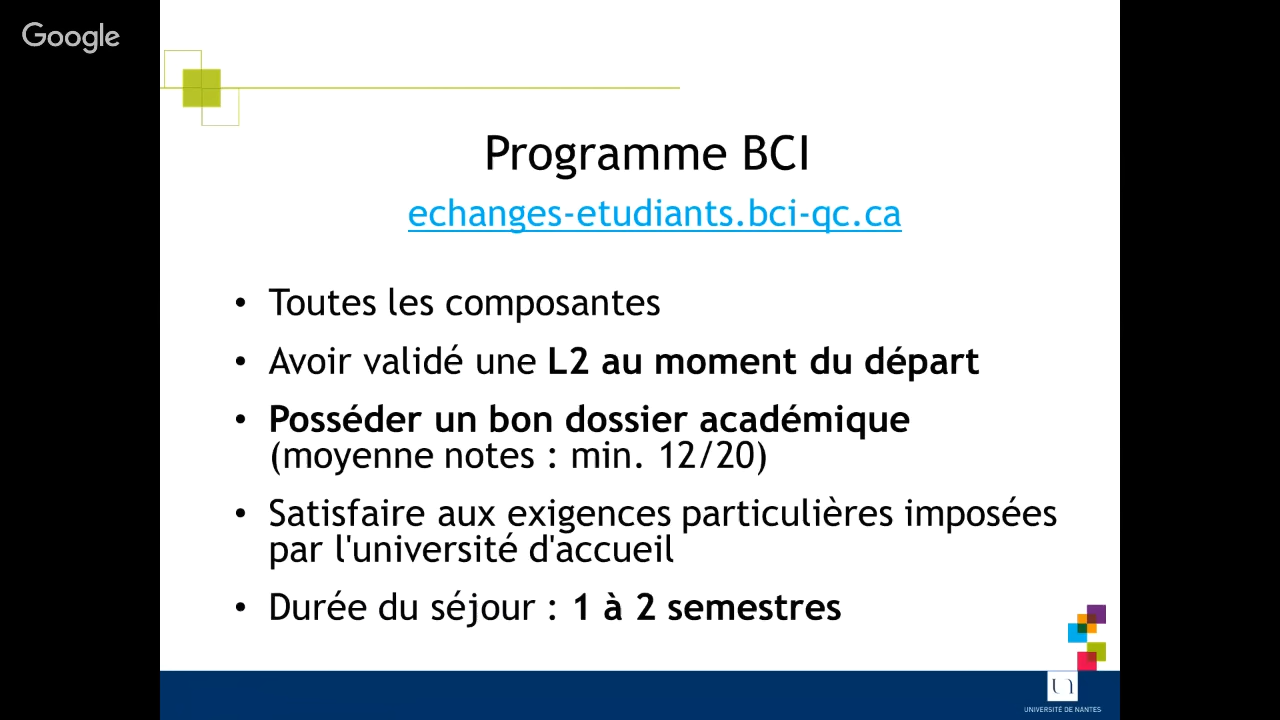 Google
Programme BCI
echanges-etudiants.bci-qc.ca
• Toutes les composantes
• Avoir validé une L2 au moment du départ
• Posséder un bon dossier académique
(moyenne notes : min. 12/20)
• Satisfaire aux exigences particulières imposées
par l'université d'accueil
• Durée du séjour : 1 à 2 semestres
UNIVERSITÉ DE NANTES